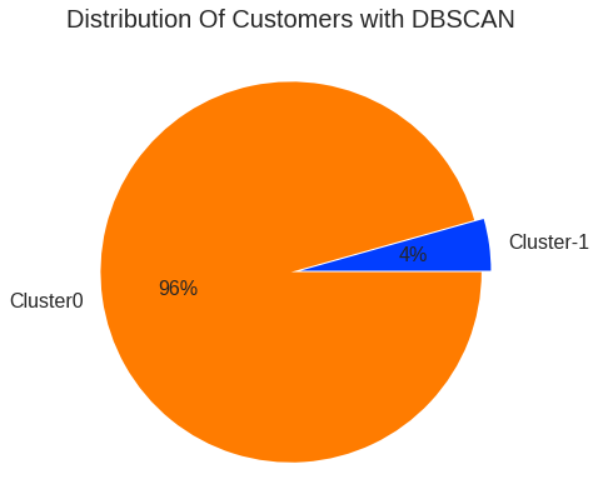 Distribution Of Customers with DBSCAN
Cluster-1
4%
96%
Cluster0